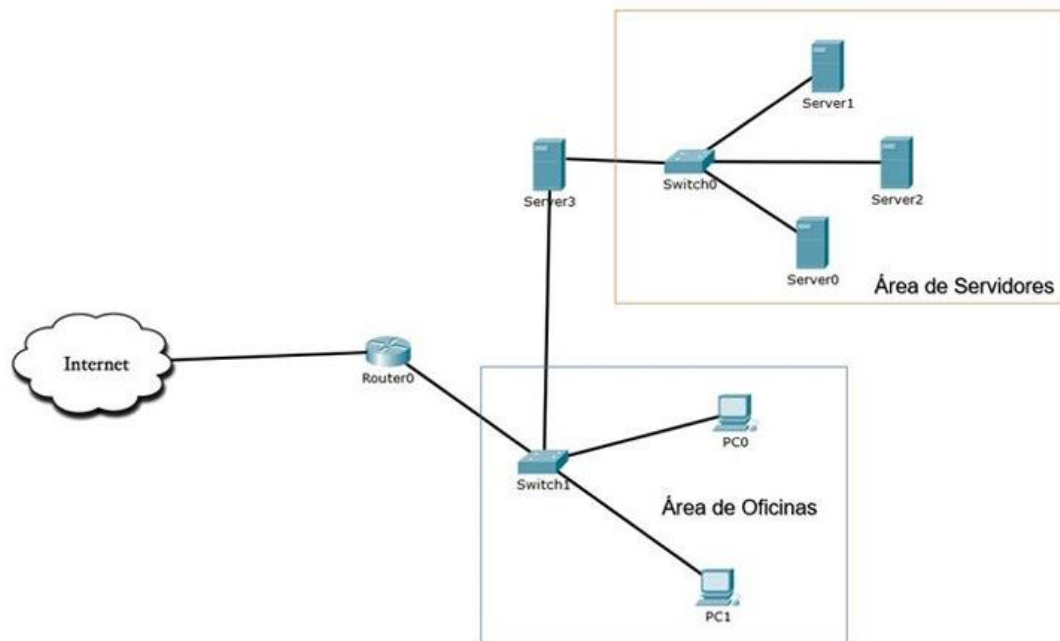 Server1
Server3
Switch0
Server2
Server0
Área de Servidores
Internet
Router0
PC0
Switch1
Área de Oficinas
PC1